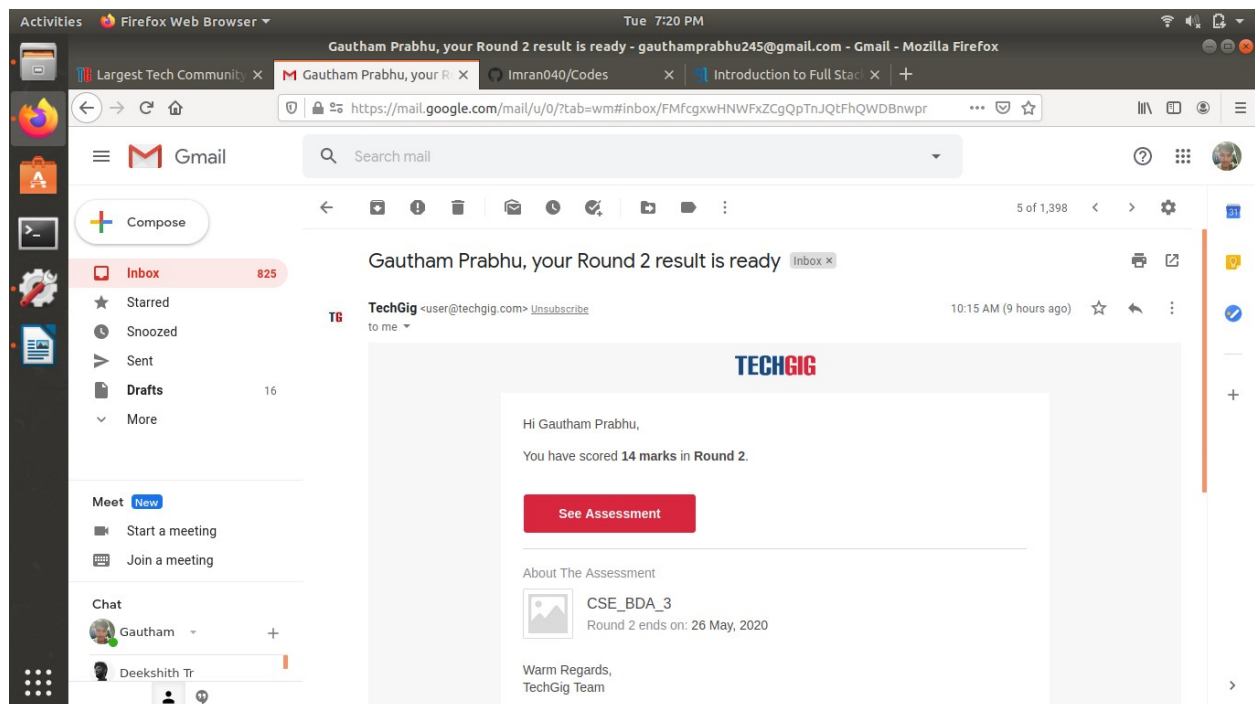 Activities Firefox Web Browser Tue 7:20 PM
Gautham Prabhu, your Round 2 result is ready - gauthamprabhu245@gmail.com - Gmail - Mozilla Firefox
Largest Tech Community Gautham Prabhu, your R Imran040/Codes Introduction to Full Stac
https://mail.google.com/mail/u/0/?tab=wm#inbox/FMfcgxwHNWFxZCgQpTnJQtFhQWDBnwpr
Gmail
Search mail
Compose
5 of 1,398
31
Inbox 825
Starred
Snoozed
Sent
Drafts 16
More
Gautham Prabhu, your Round 2 result is ready Inbox ×
TG
TechGig <user@techgig.com> Unsubscribe 10:15 AM (9 hours ago)
to me
TECHGIG
Hi Gautham Prabhu,
You have scored 14 marks in Round 2.
See Assessment
About The Assessment
CSE_BDA_3
Round 2 ends on: 26 May, 2020
Warm Regards,
TechGig Team
Meet New
Start a meeting
Join a meeting
Chat
Gautham
Deekshith Tr